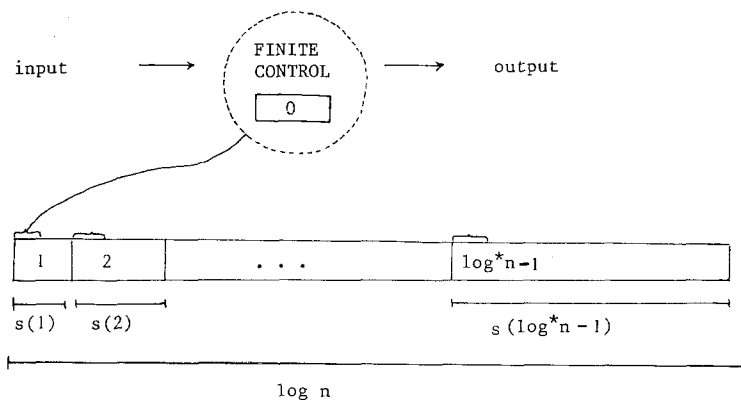 FINITE
input → CONTROL → output
0
1 2 . . . log*n-1
s(1) s(2) s(log*n - 1)
log n